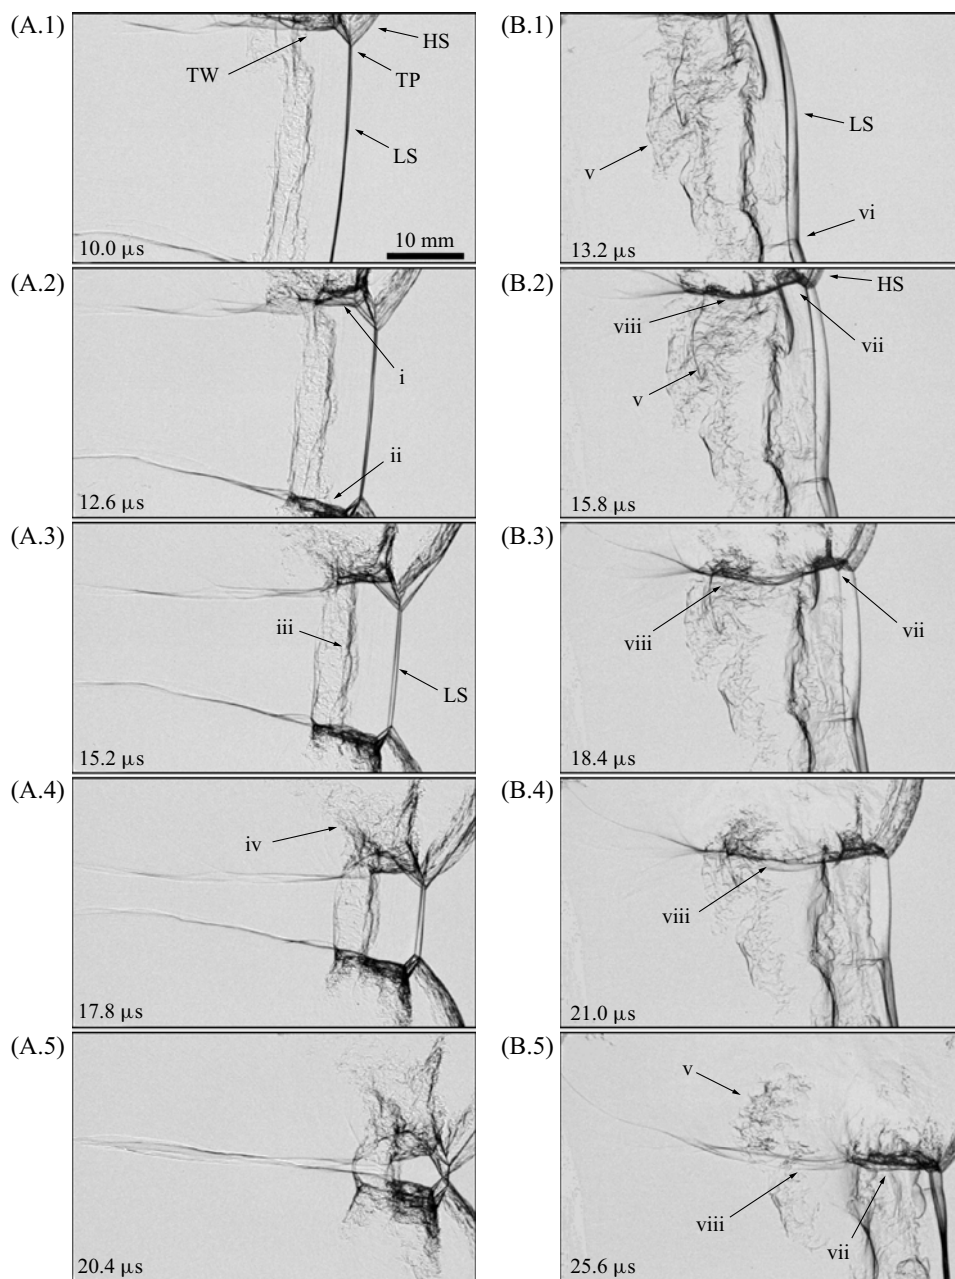 (A.1)
HS
TW
TP
LS
10.0 µs
10 mm
(A.2)
i
ii
12.6 µs
(A.3)
iii
LS
15.2 µs
(A.4)
iv
17.8 µs
(A.5)
20.4 µs
(B.1)
LS
v
vi
13.2 µs
(B.2)
HS
viii
vii
v
15.8 µs
(B.3)
viii
vii
18.4 µs
(B.4)
viii
21.0 µs
(B.5)
v
viii
vii
25.6 µs